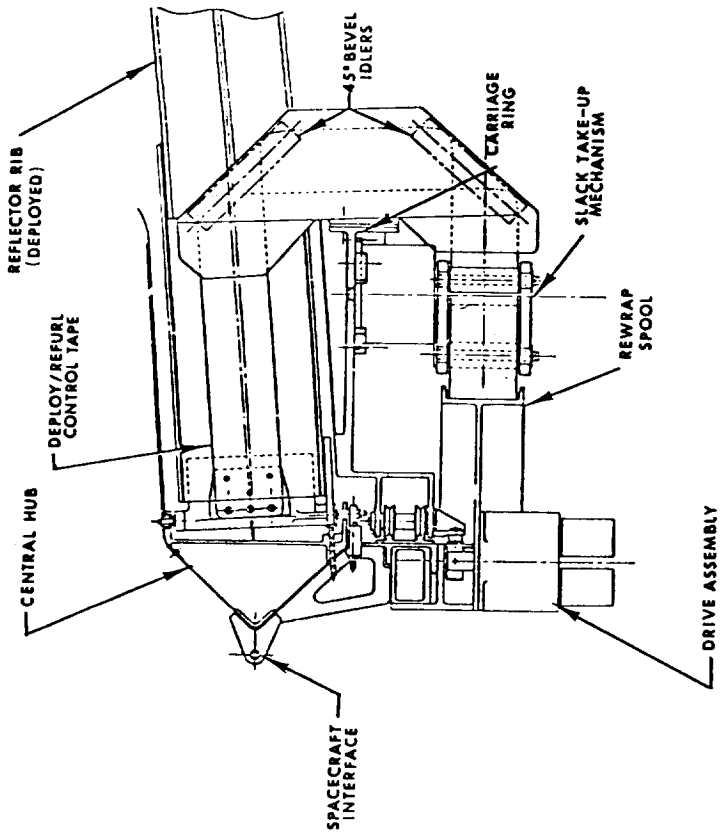 REFLECTOR RIB
(DEPLOYED)
DEPLOY/REFURL
CONTROL TAPE
CENTRAL HUB
45° BEVEL
IDLERS
CARRIAGE
RING
SLACK TAKE-UP
MECHANISM
REWRAP
SPOOL
DRIVE ASSEMBLY
SPACECRAFT
INTERFACE